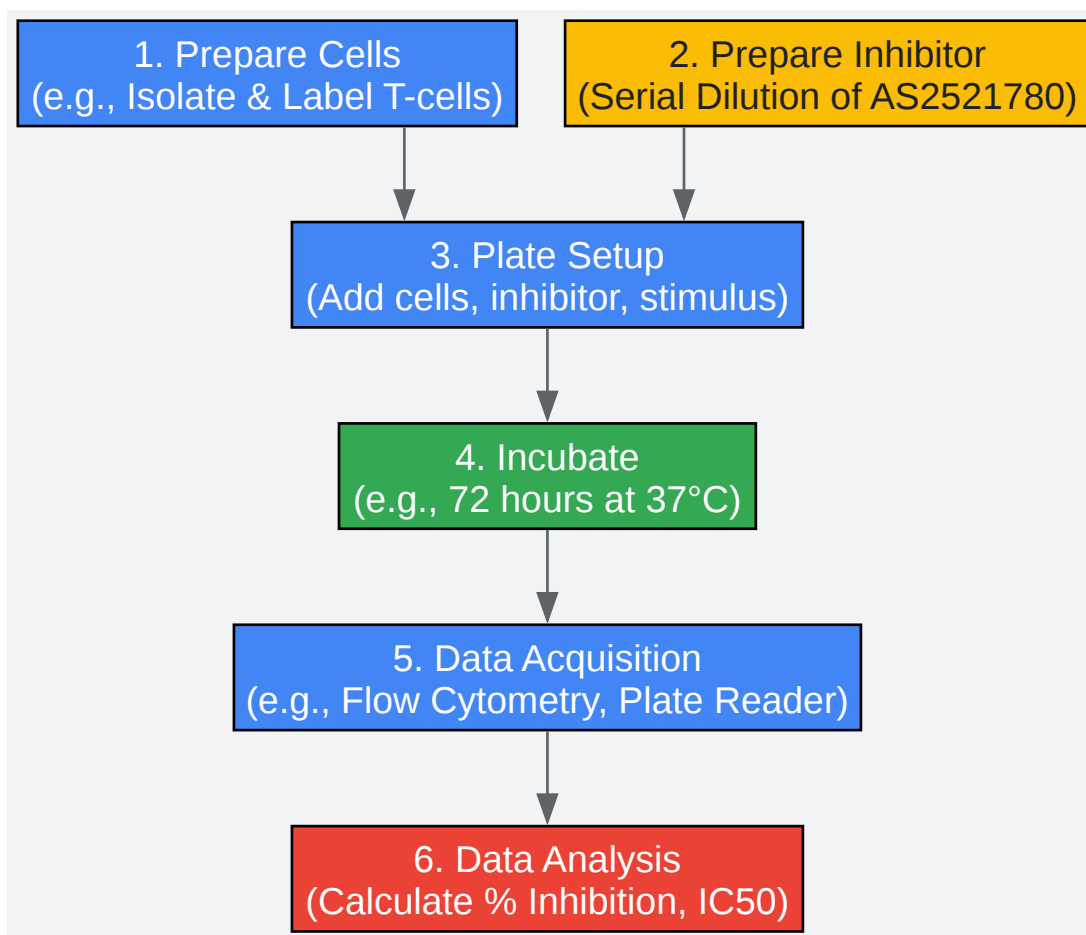 1. Prepare Cells
(e.g., Isolate & Label T-cells)
2. Prepare Inhibitor
(Serial Dilution of AS2521780)
3. Plate Setup
(Add cells, inhibitor, stimulus)
4. Incubate
(e.g., 72 hours at 37°C)
5. Data Acquisition
(e.g., Flow Cytometry, Plate Reader)
6. Data Analysis
(Calculate % Inhibition, IC50)